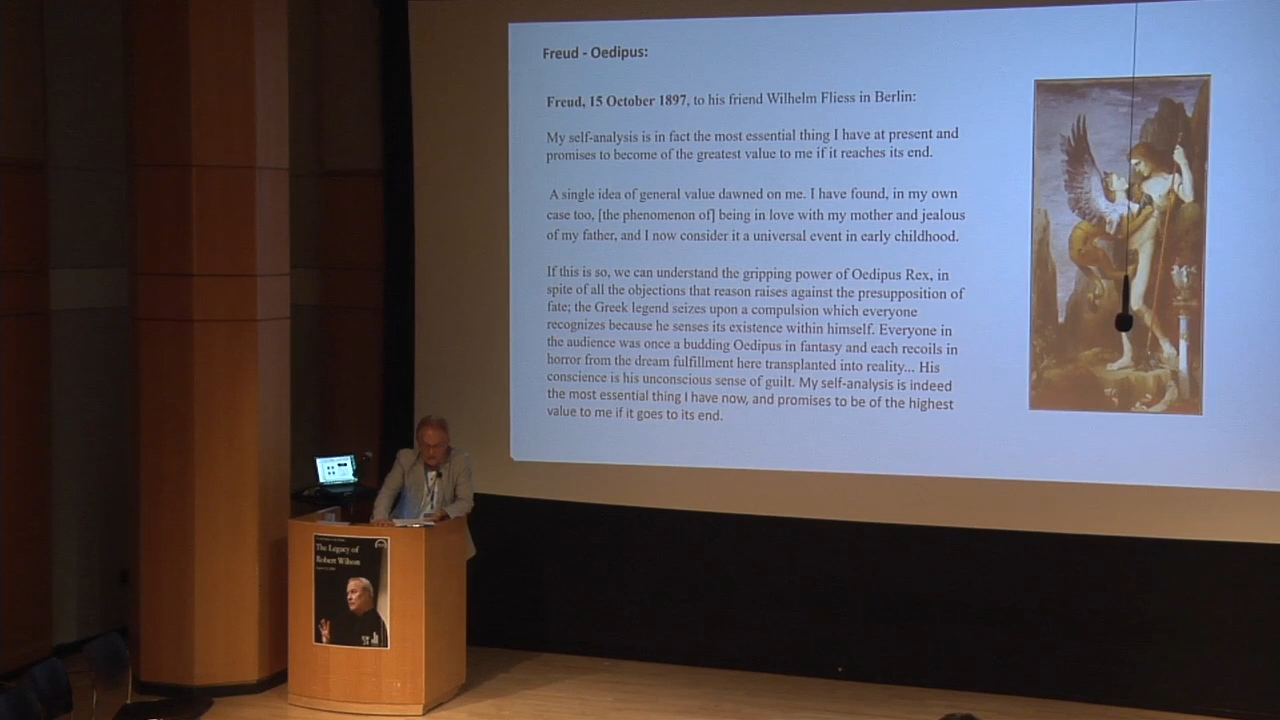 Freud - Oedipus:
Freud, 15 October 1897, to his friend Wilhelm Fliess in Berlin:
My self-analysis is in fact the most essential thing I have at present and
promises to become of the greatest value to me if it reaches its end.
A single idea of general value dawned on me. I have found, in my own
case too, [the phenomenon of] being in love with my mother and jealous
of my father, and I now consider it a universal event in early childhood.
If this is so, we can understand the gripping power of Oedipus Rex, in
spite of all the objections that reason raises against the presupposition of
fate; the Greek legend seizes upon a compulsion which everyone
recognizes because he senses its existence within himself. Everyone in
the audience was once a budding Oedipus in fantasy and each recoils in
horror from the dream fulfillment here transplanted into reality... His
conscience is his unconscious sense of guilt. My self-analysis is indeed
the most essential thing I have now, and promises to be of the highest
value to me if it goes to its end.
The Legacy of
Robert Wilson